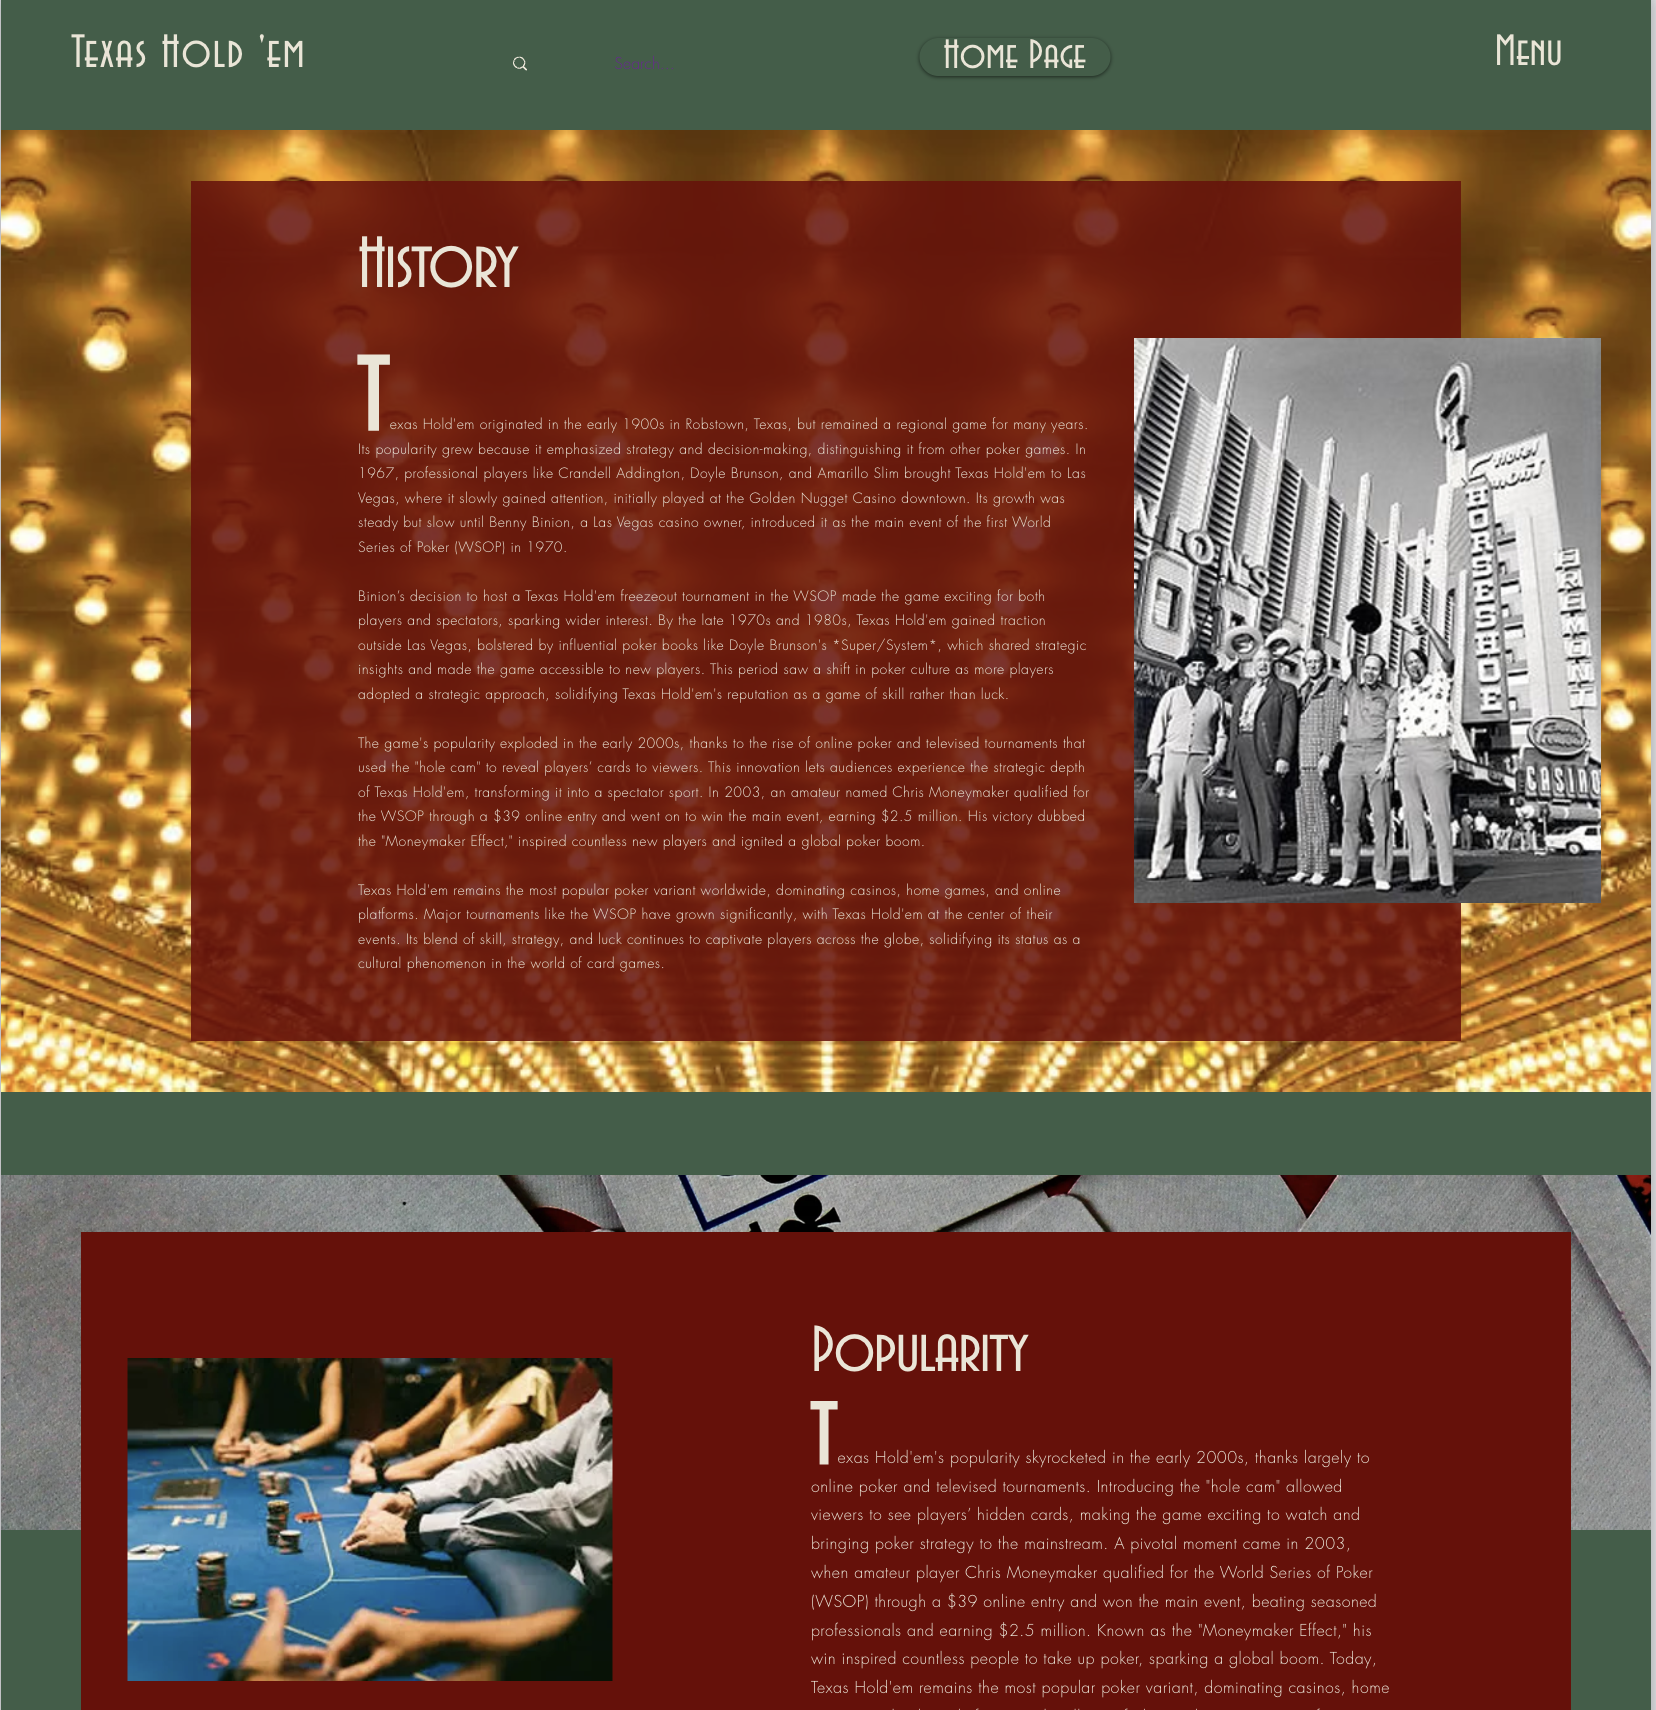 Texas Hold 'em
Search...
Home Page
Menu
History
Texas Hold'em originated in the early 1900s in Robstown, Texas, but remained a regional game for many years.
Its popularity grew because it emphasized strategy and decision-making, distinguishing it from other poker games. In
1967, professional players like Crandell Addington, Doyle Brunson, and Amarillo Slim brought Texas Hold'em to Las
Vegas, where it slowly gained attention, initially played at the Golden Nugget Casino downtown. Its growth was
steady but slow until Benny Binion, a Las Vegas casino owner, introduced it as the main event of the first World
Series of Poker (WSOP) in 1970.
Binion's decision to host a Texas Hold'em freezeout tournament in the WSOP made the game exciting for both
players and spectators, sparking wider interest. By the late 1970s and 1980s, Texas Hold'em gained traction
outside Las Vegas, bolstered by influential poker books like Doyle Brunson's *Super/System*, which shared strategic
insights and made the game accessible to new players. This period saw a shift in poker culture as more players
adopted a strategic approach, solidifying Texas Hold'em's reputation as a game of skill rather than luck.
The game's popularity exploded in the early 2000s, thanks to the rise of online poker and televised tournaments that
used the "hole cam" to reveal players' cards to viewers. This innovation lets audiences experience the strategic depth
of Texas Hold'em, transforming it into a spectator sport. In 2003, an amateur named Chris Moneymaker qualified for
the WSOP through a $39 online entry and went on to win the main event, earning $2.5 million. His victory dubbed
the "Moneymaker Effect," inspired countless new players and ignited a global poker boom.
Texas Hold'em remains the most popular poker variant worldwide, dominating casinos, home games, and online
platforms. Major tournaments like the WSOP have grown significantly, with Texas Hold'em at the center of their
events. Its blend of skill, strategy, and luck continues to captivate players across the globe, solidifying its status as a
cultural phenomenon in the world of card games.
HOTEL
MINT
HORSESHOE
FREMONT
CASINO
Popularity
Texas Hold'em's popularity skyrocketed in the early 2000s, thanks largely to
online poker and televised tournaments. Introducing the "hole cam" allowed
viewers to see players' hidden cards, making the game exciting to watch and
bringing poker strategy to the mainstream. A pivotal moment came in 2003,
when amateur player Chris Moneymaker qualified for the World Series of Poker
(WSOP) through a $39 online entry and won the main event, beating seasoned
professionals and earning $2.5 million. Known as the "Moneymaker Effect," his
win inspired countless people to take up poker, sparking a global boom. Today,
Texas Hold'em remains the most popular poker variant, dominating casinos, home